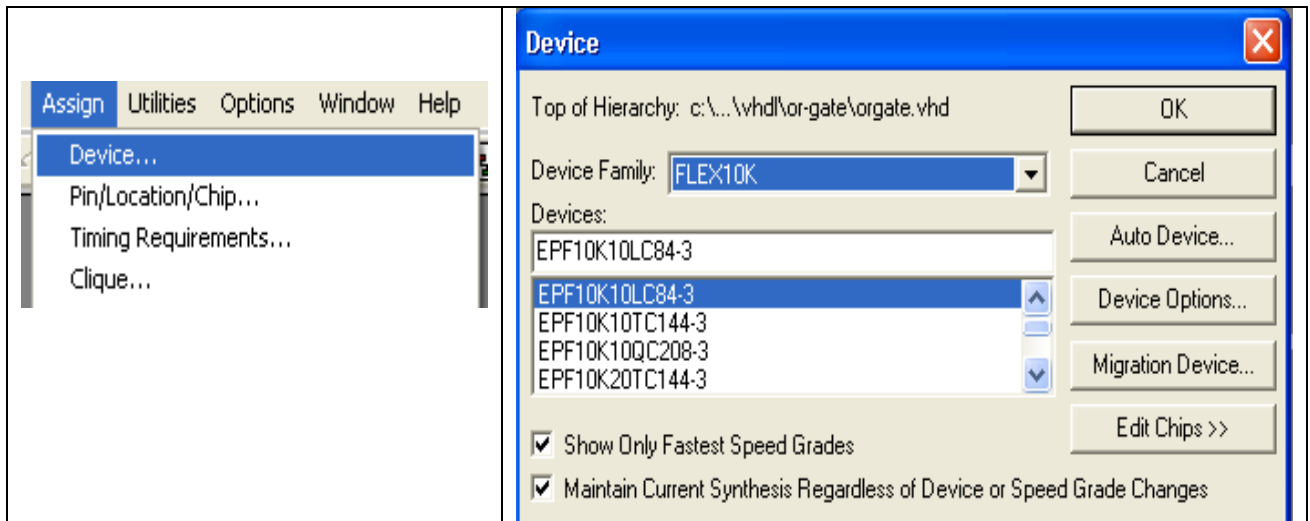 Assign Utilities Options Window Help
Device...
Pin/Location/Chip...
Timing Requirements...
Clique...
Device
Top of Hierarchy: c:\...\vhdl\or-gate\orgate.vhd
OK
Device Family: FLEX10K
Cancel
Devices:
Auto Device...
EPF10K10LC84-3
EPF10K10LC84-3
Device Options...
EPF10K10TC144-3
EPF10K10QC208-3
Migration Device...
EPF10K20TC144-3
Edit Chips >>
Show Only Fastest Speed Grades
Maintain Current Synthesis Regardless of Device or Speed Grade Changes